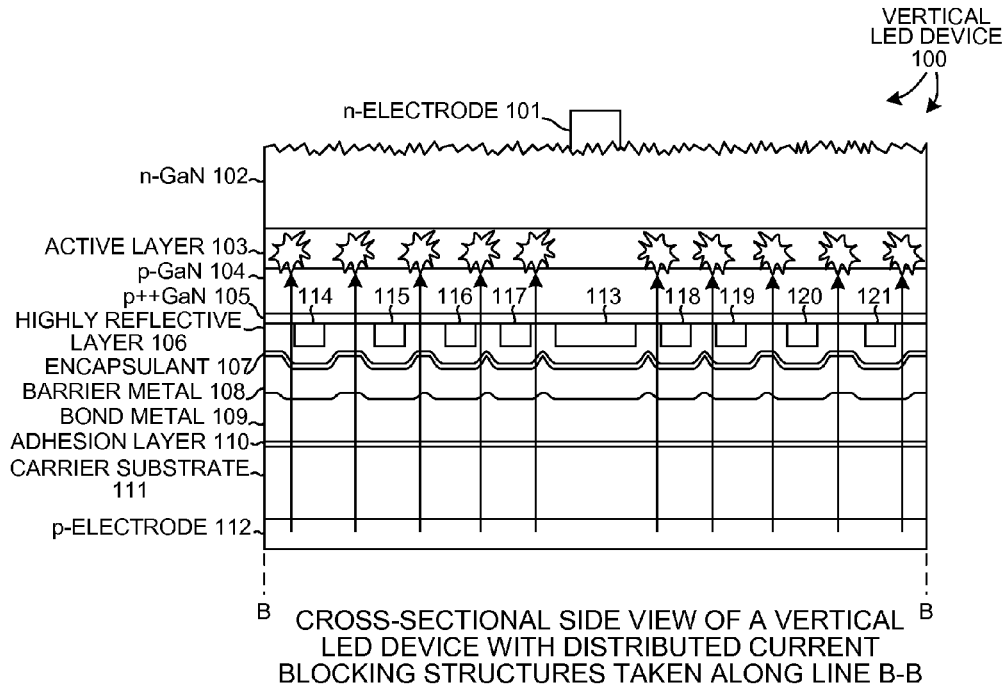 VERTICAL
LED DEVICE
100
n-ELECTRODE 101
n-GaN 102
ACTIVE LAYER 103
p-GaN 104
p++GaN 105
114 115 116 117 113 118 119 120 121
HIGHLY REFLECTIVE
LAYER 106
ENCAPSULANT 107
BARRIER METAL 108
BOND METAL 109
ADHESION LAYER 110
CARRIER SUBSTRATE
111
p-ELECTRODE 112
B B
CROSS-SECTIONAL SIDE VIEW OF A VERTICAL
LED DEVICE WITH DISTRIBUTED CURRENT
BLOCKING STRUCTURES TAKEN ALONG LINE B-B